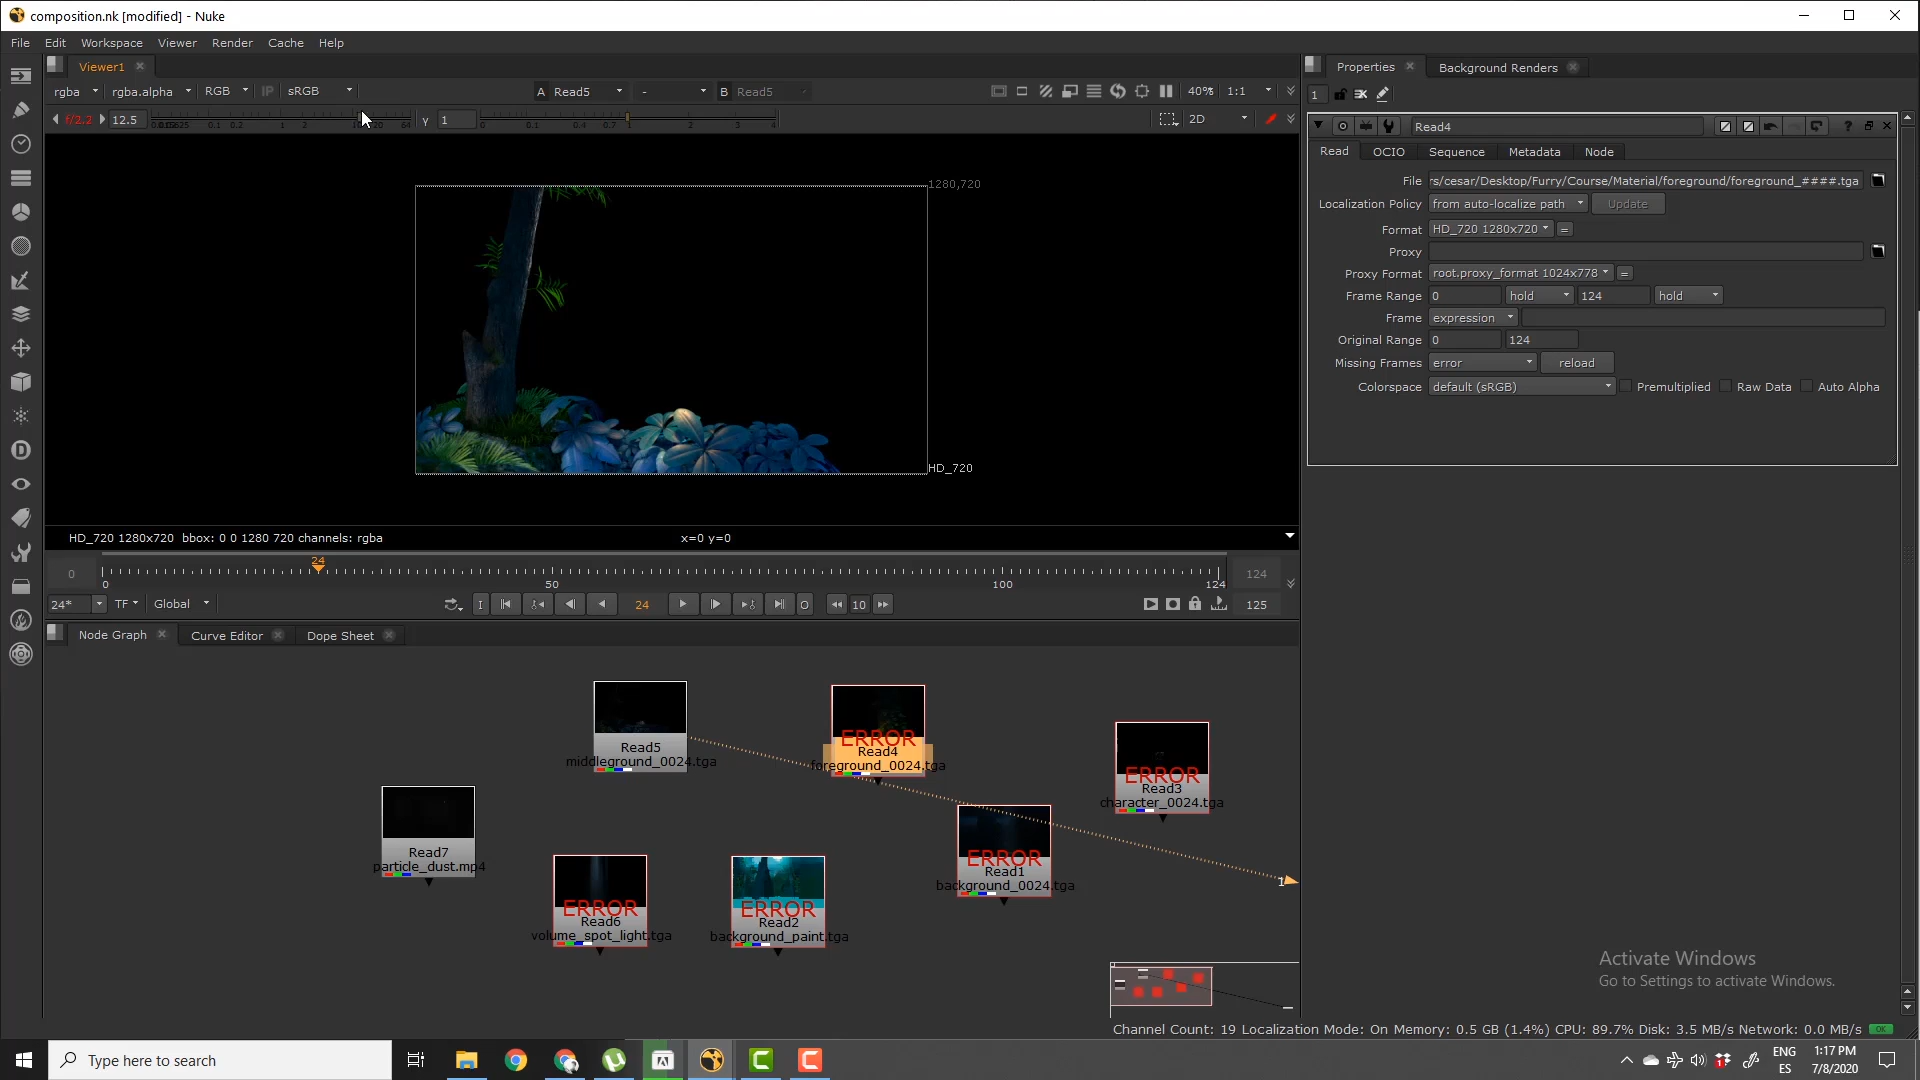 composition.nk [modified] - Nuke
File Edit Workspace Viewer Render Cache Help
Viewer1
rgba rgba.alpha RGB IP sRGB A Read5 - B Read5 40% 1:1
f/2.2 12.5 γ 1 2D
1280,720
HD_720
HD_720 1280x720 bbox: 0 0 1280 720 channels: rgba x=0 y=0
24
0 0 50 100 124 124
24* TF Global I 24 O 10 125
Node Graph Curve Editor Dope Sheet
Read5
middleground_0024.tga
ERROR
Read4
foreground_0024.tga
ERROR
Read3
character_0024.tga
Read7
particle_dust.mp4
ERROR
Read1
background_0024.tga
1
ERROR
Read6
volume_spot_light.tga
ERROR
Read2
background_paint.tga
Properties Background Renders
1
Read4
Read OCIO Sequence Metadata Node
File rs/cesar/Desktop/Furry/Course/Material/foreground/foreground_####.tga
Localization Policy from auto-localize path Update
Format HD_720 1280x720 =
Proxy
Proxy Format root.proxy_format 1024x778 =
Frame Range 0 hold 124 hold
Frame expression
Original Range 0 124
Missing Frames error reload
Colorspace default (sRGB) Premultiplied Raw Data Auto Alpha
Activate Windows
Go to Settings to activate Windows.
Channel Count: 19 Localization Mode: On Memory: 0.5 GB (1.4%) CPU: 89.7% Disk: 3.5 MB/s Network: 0.0 MB/s OK
Type here to search
ENG
ES
1:17 PM
7/8/2020